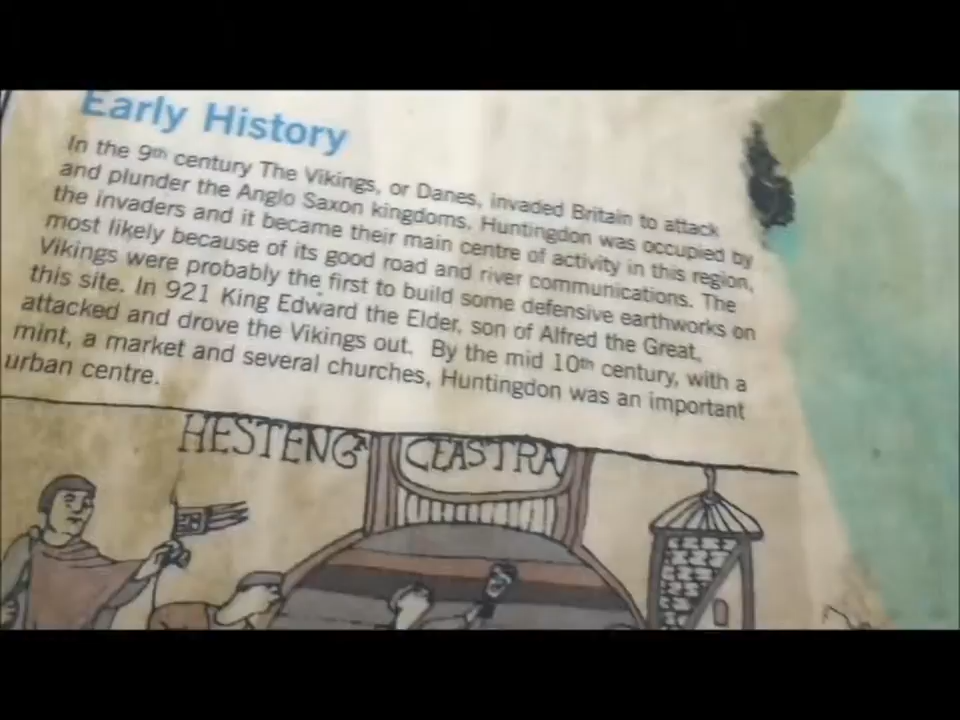 Early History
In the 9th century The Vikings, or Danes, invaded Britain to attack
and plunder the Anglo Saxon kingdoms. Huntingdon was occupied by
the invaders and it became their main centre of activity in this region,
most likely because of its good road and river communications. The
Vikings were probably the first to build some defensive earthworks on
this site. In 921 King Edward the Elder, son of Alfred the Great,
attacked and drove the Vikings out. By the mid 10th century, with a
mint, a market and several churches, Huntingdon was an important
urban centre.
HESTENGA CEASTRA